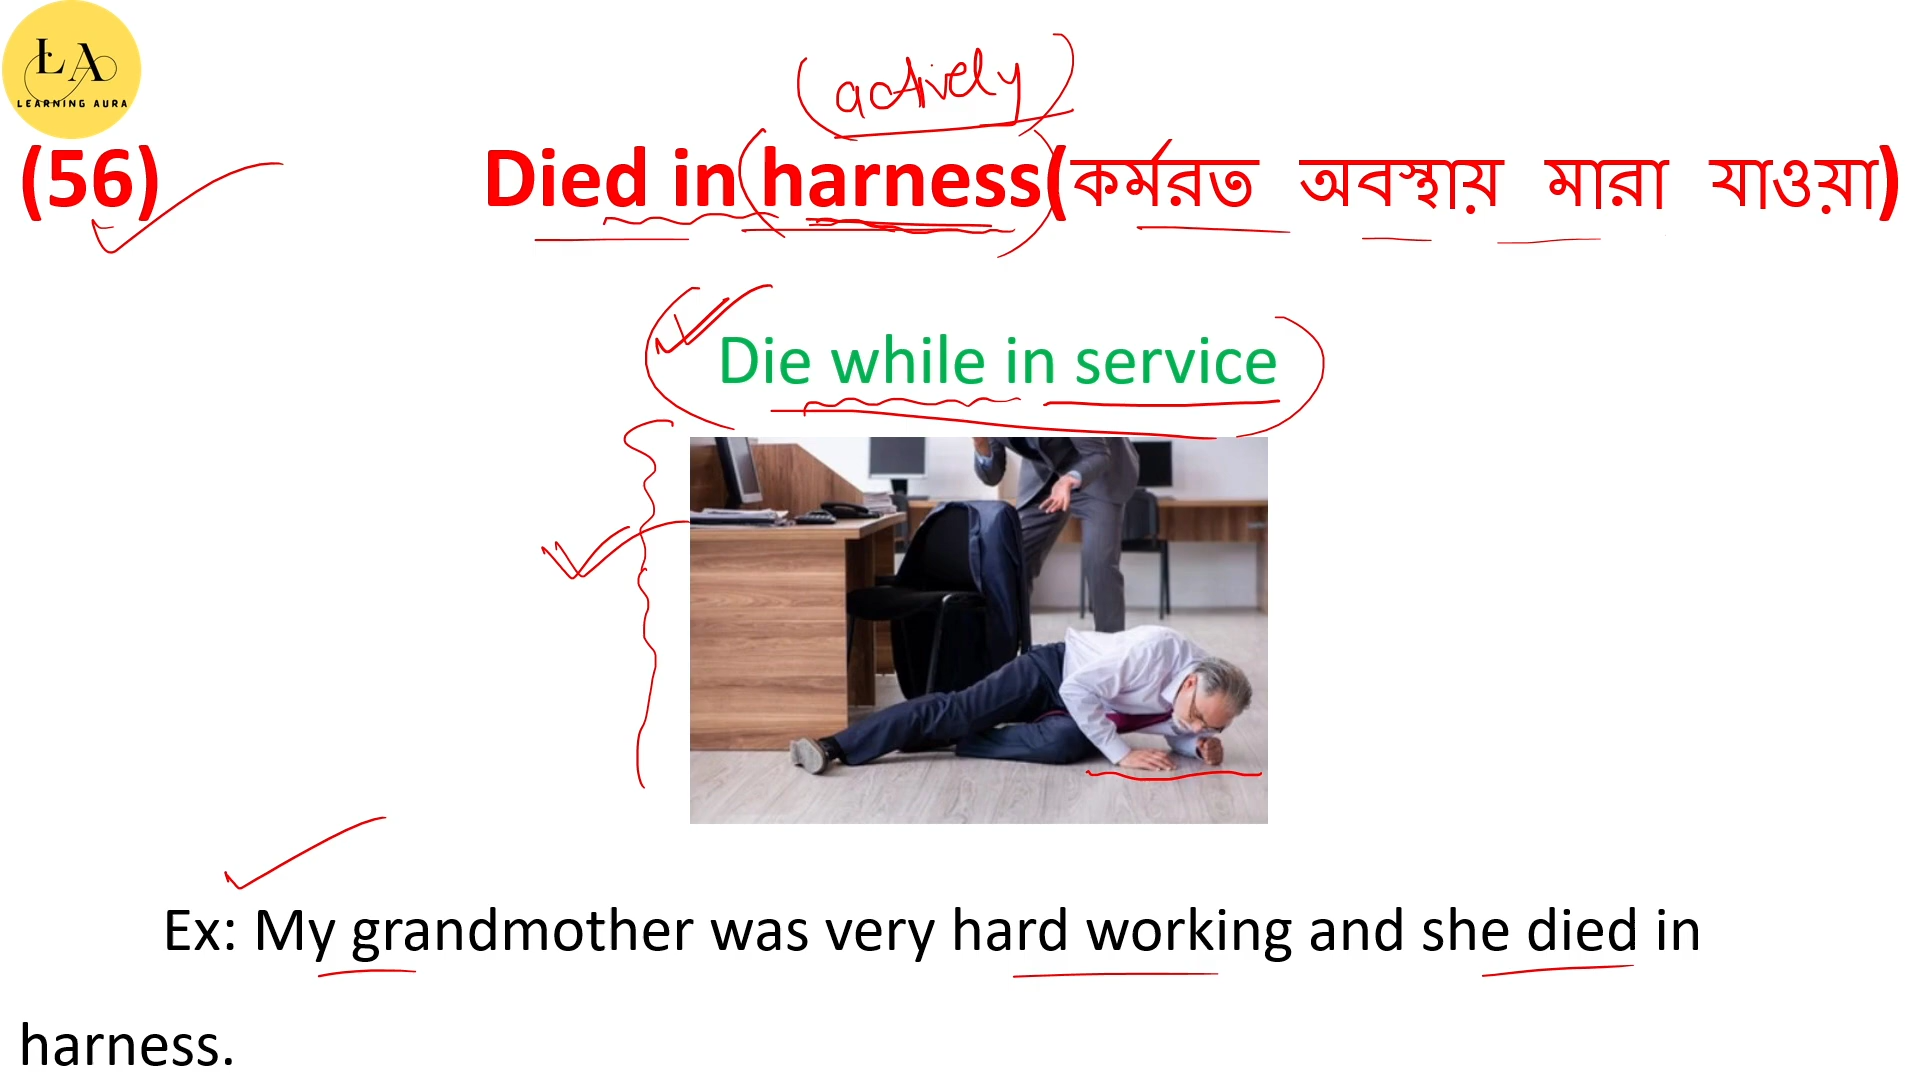 LA
LEARNING AURA
(actively)
(56) Died in harness(কর্মরত অবস্থায় মারা যাওয়া)
Die while in service
Ex: My grandmother was very hard working and she died in
harness.